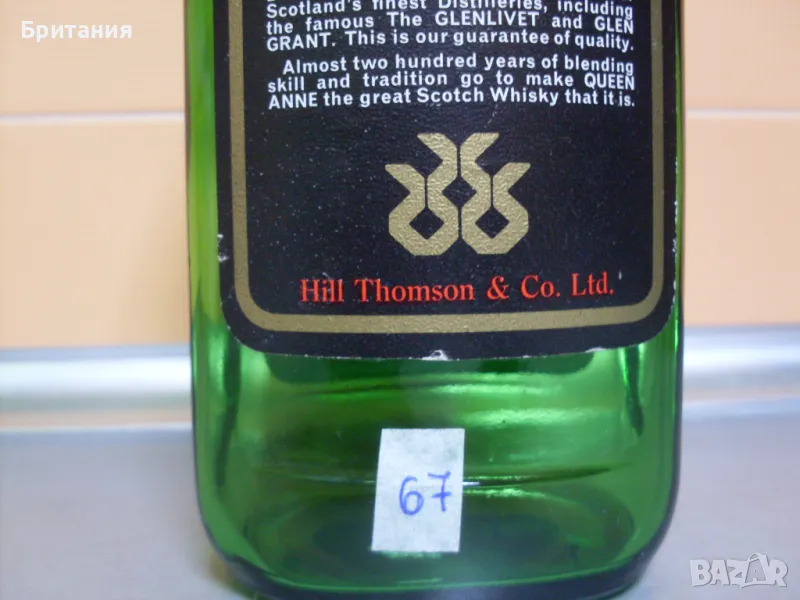 Британия
Scotland's finest Distilleries, including
the famous The GLENLIVET and GLEN
GRANT. This is our guarantee of quality.
Almost two hundred years of blending
skill and tradition go to make QUEEN
ANNE the great Scotch Whisky that it is.
Hill Thomson & Co. Ltd.
67
BAZAR